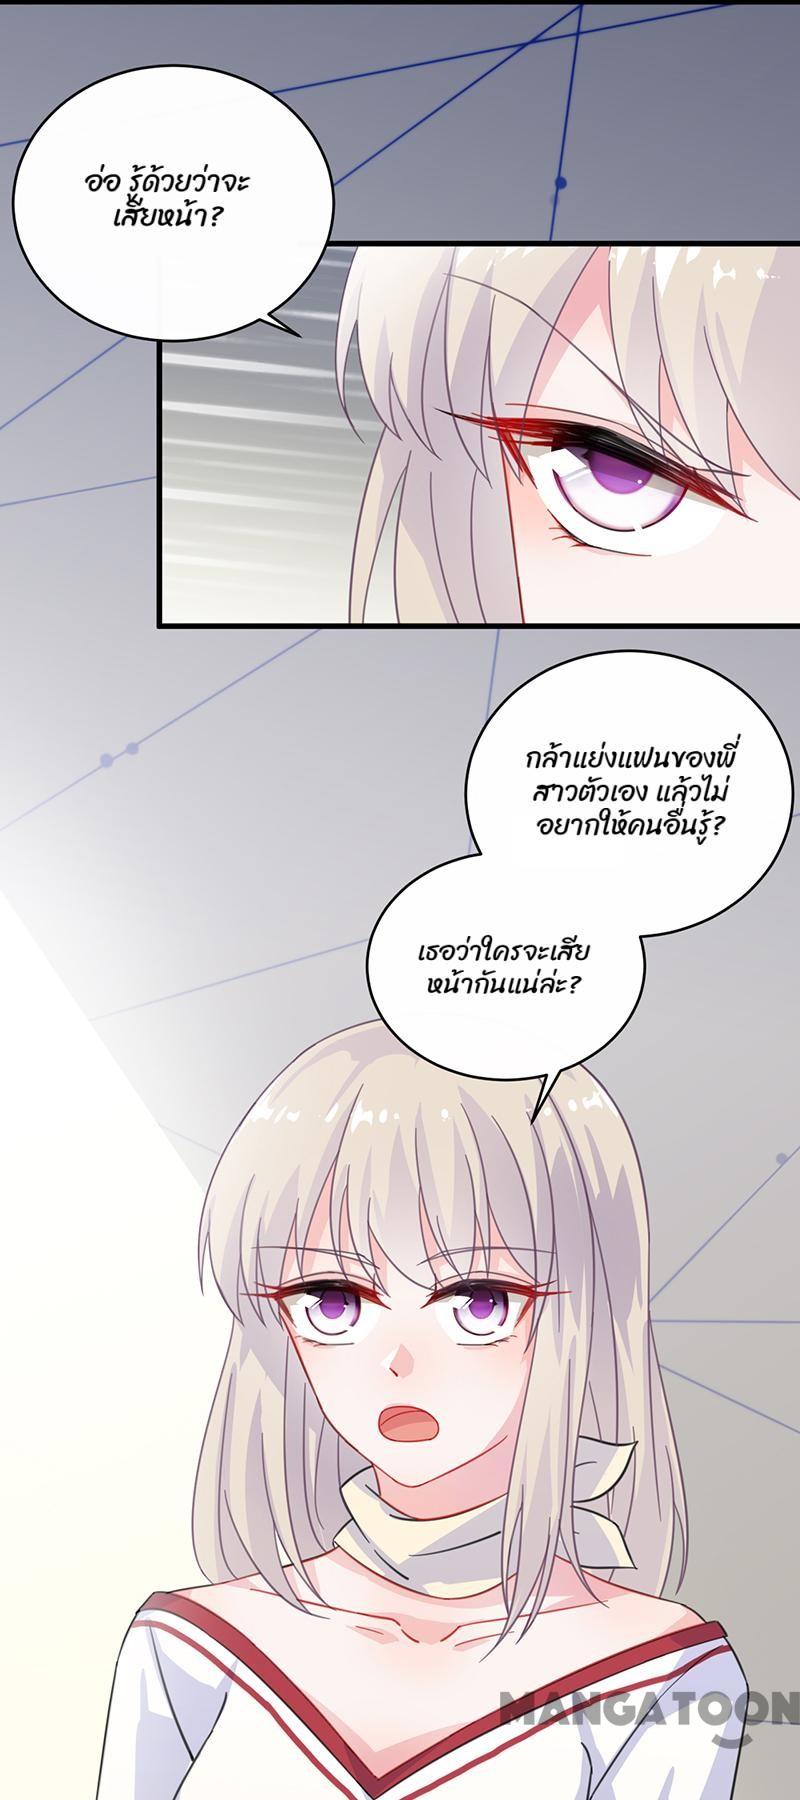 อ่อ รู้ด้วยว่าจะ
เสียหน้า?
กล้าแย่งแฟนของพี่
สาวตัวเอง แล้วไม่
อยากให้คนอื่นรู้?
เธอว่าใครจะเสีย
หน้ากันแน่ล่ะ?
MANGATOON